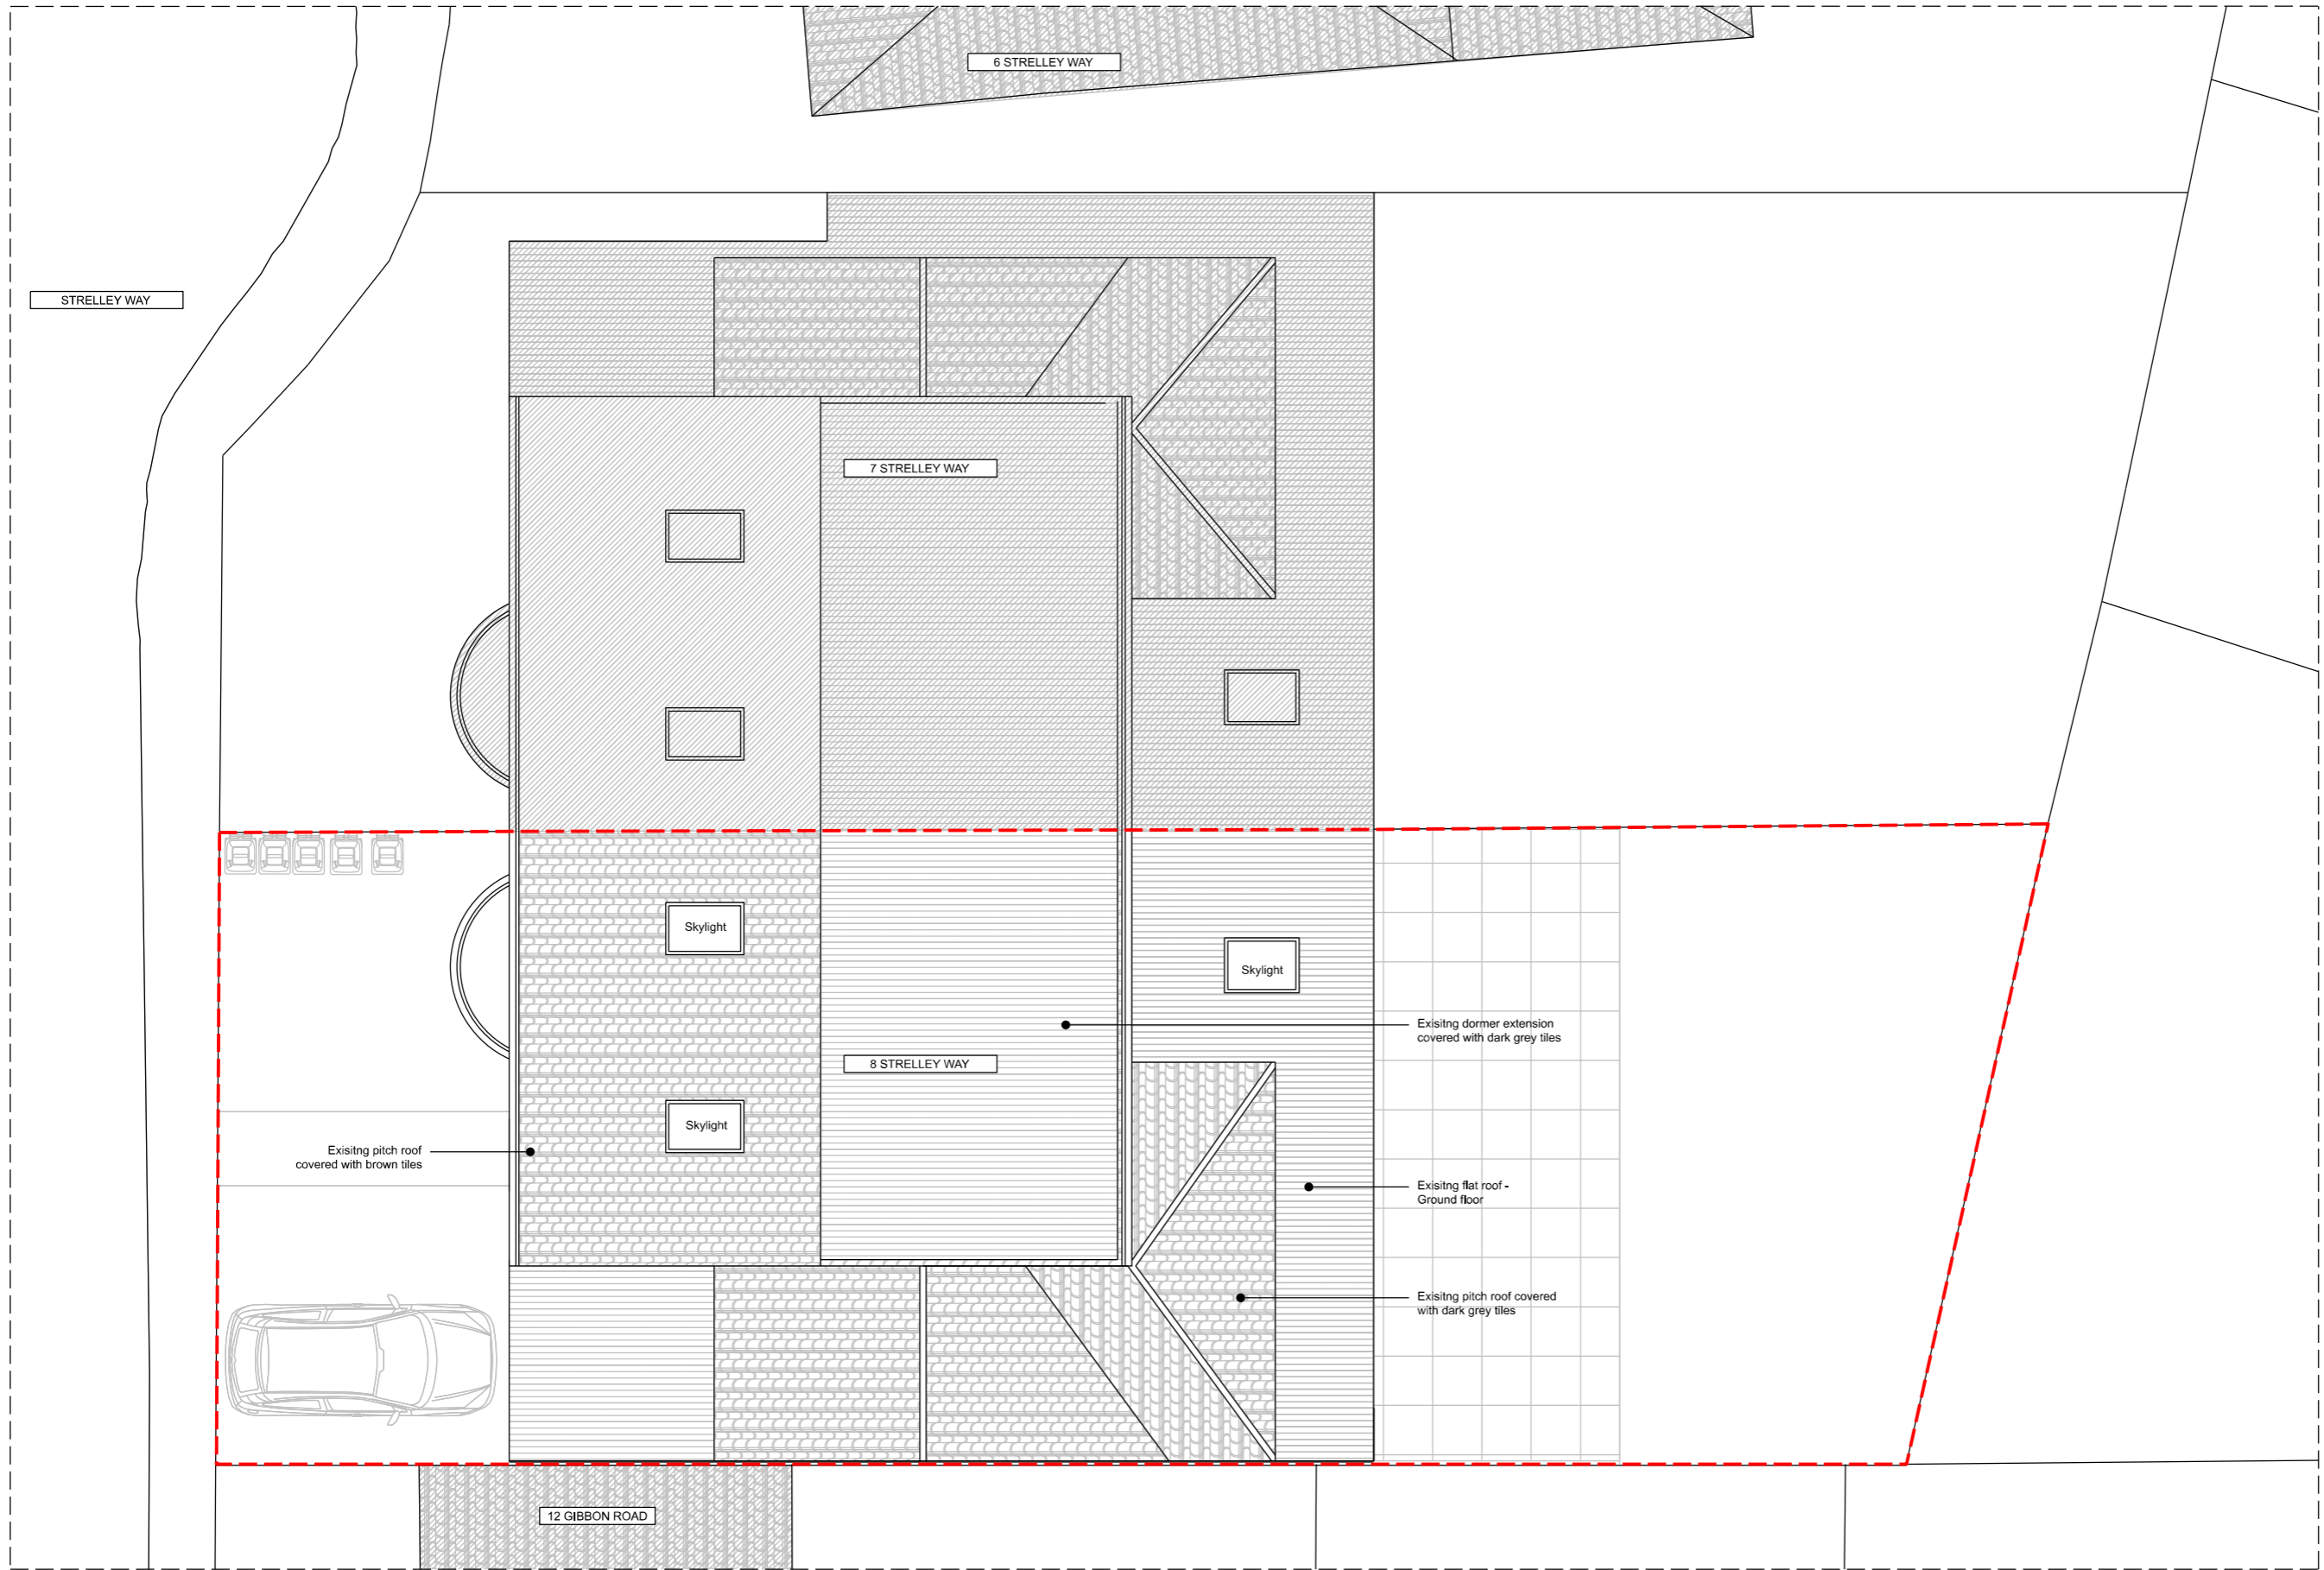 6 STRELLEY WAY
STRELLEY WAY
7 STRELLEY WAY
Skylight
Skylight
Exisitng dormer extension
covered with dark grey tiles
8 STRELLEY WAY
Skylight
Exisitng pitch roof
covered with brown tiles
Exisitng flat roof -
Ground floor
Exisitng pitch roof covered
with dark grey tiles
12 GIBBON ROAD